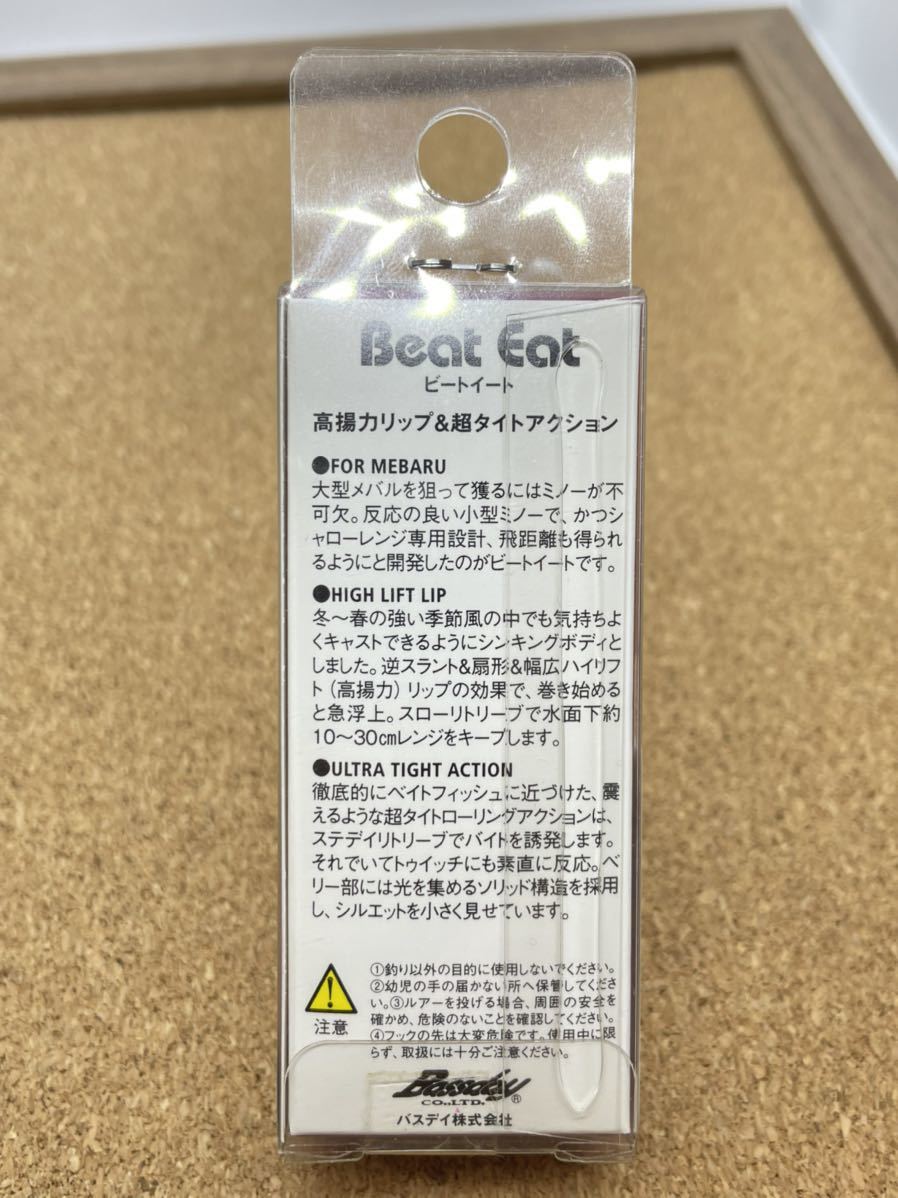 Beat Eat
ビートイート
高揚力リップ&超タイトアクション
●FOR MEBARU
大型メバルを狙って獲るにはミノーが不
可欠。反応の良い小型ミノーで、かつシ
ャローレンジ専用設計、飛距離も得られ
るようにと開発したのがビートイートです。
●HIGH LIFT LIP
冬〜春の強い季節風の中でも気持ちよ
くキャストできるようにシンキングボディと
しました。逆スラント&扇形&幅広ハイリフ
ト(高揚力)リップの効果で、巻き始める
と急浮上。スローリトリーブで水面下約
10〜30cmレンジをキープします。
●ULTRA TIGHT ACTION
徹底的にベイトフィッシュに近づけた、震
えるような超タイトローリングアクションは、
ステディリトリーブでバイトを誘発します。
それでいてトゥイッチにも素直に反応。ベ
リー部には光を集めるソリッド構造を採用
し、シルエットを小さく見せています。
①釣り以外の目的に使用しないでください。
②幼児の手の届かない所へ保管してくださ
い。③ルアーを投げる場合、周囲の安全を
確かめ、危険のないことを確認してください。
④フックの先は大変危険です。使用中に限
らず、取扱には十分ご注意ください。
注意
Bassday
CO.,LTD.®
バスデイ株式会社